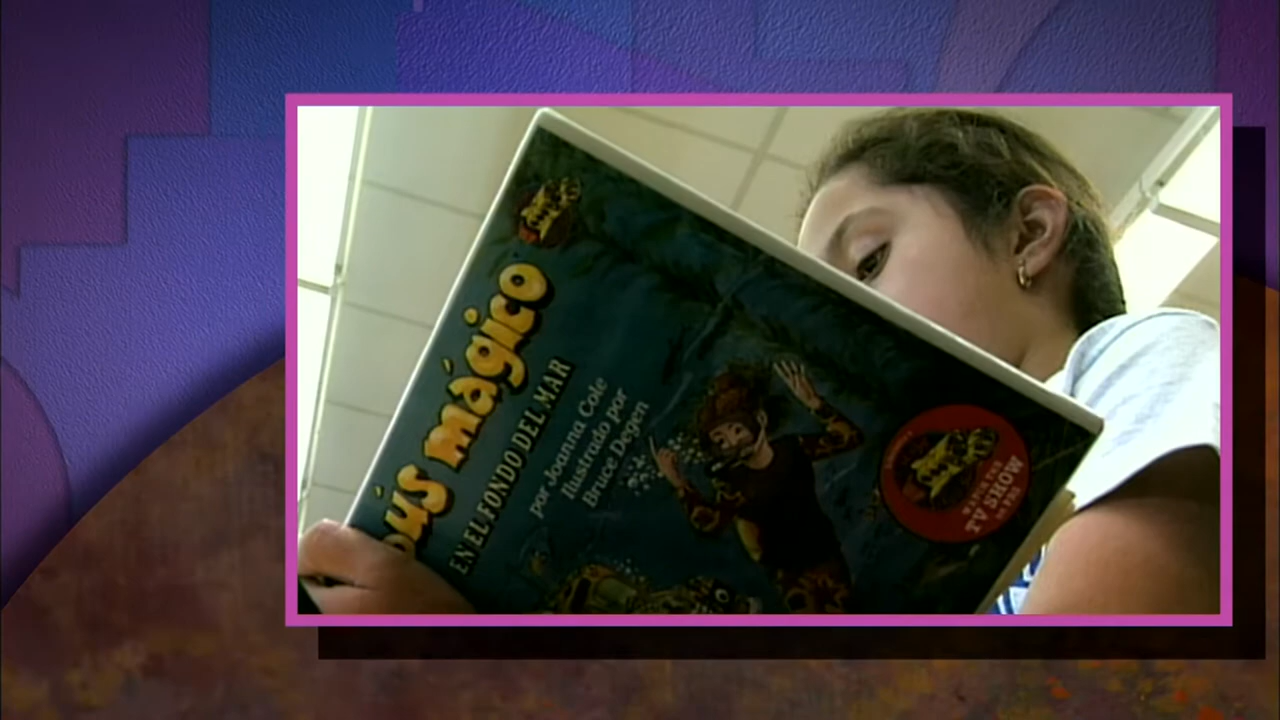 ús mágico
EN EL FONDO DEL MAR
por Joanna Cole
Ilustrado por
Bruce Degen
TV SHOW